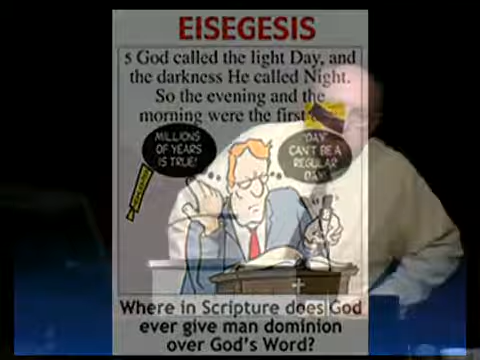 EISEGESIS
5 God called the light Day, and
the darkness He called Night.
So the evening and the
morning were the first
MILLIONS
OF YEARS
IS TRUE!
"DAY"
CAN'T BE A
REGULAR
DAY!
Where in Scripture does God
ever give man dominion
over God's Word?